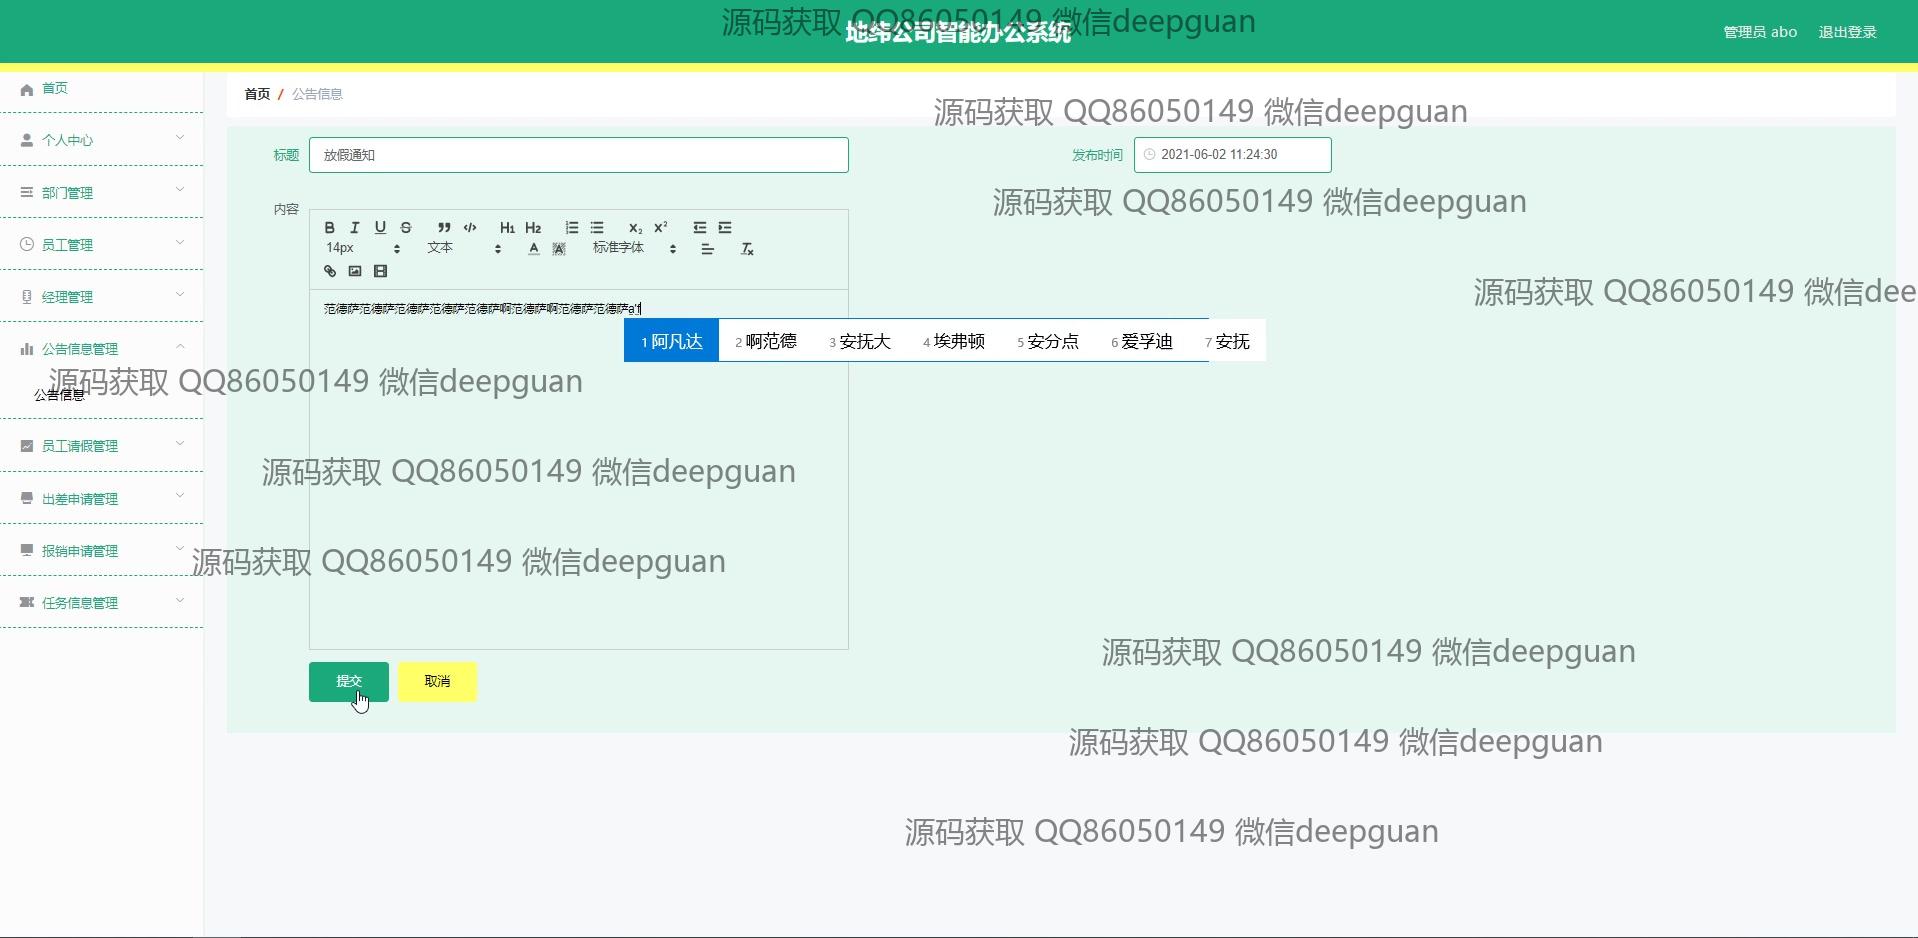 源码获取 QQ86050149 微信deepguan
地纬公司智能办公系统
管理员 abo 退出登录
首页
首页 / 公告信息
源码获取 QQ86050149 微信deepguan
个人中心
标题 放假通知
发布时间 2021-06-02 11:24:30
部门管理
源码获取 QQ86050149 微信deepguan
内容
B I U S ” </> H1 H2 x₂ x²
员工管理
14px 文本 A A 标准字体 Tx
经理管理
源码获取 QQ86050149 微信deep
范德萨范德萨范德萨范德萨范德萨啊范德萨啊范德萨范德萨a'f
1 阿凡达 2 啊范德 3 安抚大 4 埃弗顿 5 安分点 6 爱孚迪 7 安抚
公告信息管理
源码获取 QQ86050149 微信deepguan
公告信息
员工请假管理
源码获取 QQ86050149 微信deepguan
出差申请管理
报销申请管理
源码获取 QQ86050149 微信deepguan
任务信息管理
源码获取 QQ86050149 微信deepguan
提交 取消
源码获取 QQ86050149 微信deepguan
源码获取 QQ86050149 微信deepguan